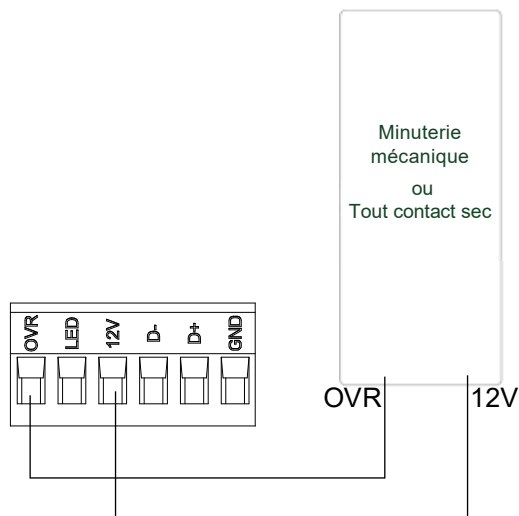 Minuterie
mécanique
ou
Tout contact sec
OVR LED 12V D- D+ GND
OVR 12V